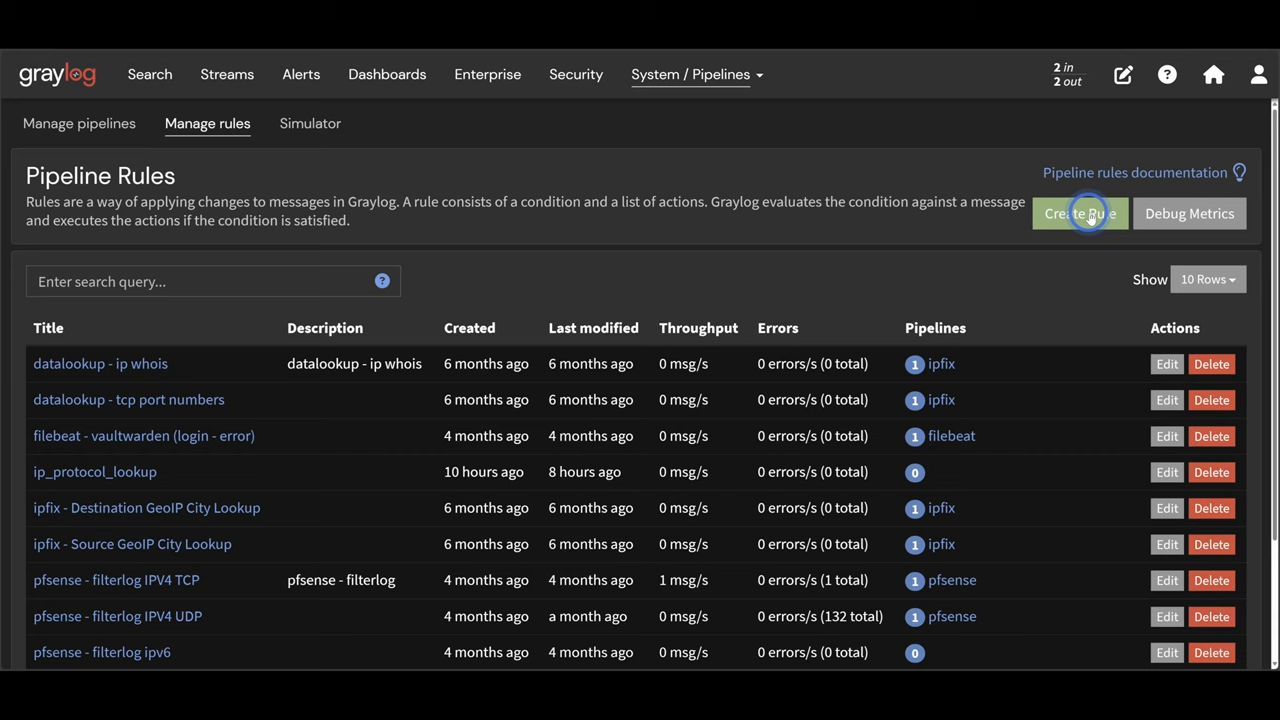 graylog Search Streams Alerts Dashboards Enterprise Security System / Pipelines 2 in
2 out
Manage pipelines Manage rules Simulator
Pipeline Rules
Pipeline rules documentation
Rules are a way of applying changes to messages in Graylog. A rule consists of a condition and a list of actions. Graylog evaluates the condition against a message
and executes the actions if the condition is satisfied.
Create Rule Debug Metrics
Enter search query... ? Show 10 Rows
Title Description Created Last modified Throughput Errors Pipelines Actions
datalookup - ip whois datalookup - ip whois 6 months ago 6 months ago 0 msg/s 0 errors/s (0 total) 1 ipfix Edit Delete
datalookup - tcp port numbers 6 months ago 6 months ago 0 msg/s 0 errors/s (0 total) 1 ipfix Edit Delete
filebeat - vaultwarden (login - error) 4 months ago 4 months ago 0 msg/s 0 errors/s (0 total) 1 filebeat Edit Delete
ip_protocol_lookup 10 hours ago 8 hours ago 0 msg/s 0 errors/s (0 total) 0 Edit Delete
ipfix - Destination GeoIP City Lookup 6 months ago 6 months ago 0 msg/s 0 errors/s (0 total) 1 ipfix Edit Delete
ipfix - Source GeoIP City Lookup 6 months ago 6 months ago 0 msg/s 0 errors/s (0 total) 1 ipfix Edit Delete
pfsense - filterlog IPV4 TCP pfsense - filterlog 4 months ago 4 months ago 1 msg/s 0 errors/s (1 total) 1 pfsense Edit Delete
pfsense - filterlog IPV4 UDP 4 months ago a month ago 0 msg/s 0 errors/s (132 total) 1 pfsense Edit Delete
pfsense - filterlog ipv6 4 months ago 4 months ago 0 msg/s 0 errors/s (0 total) 0 Edit Delete